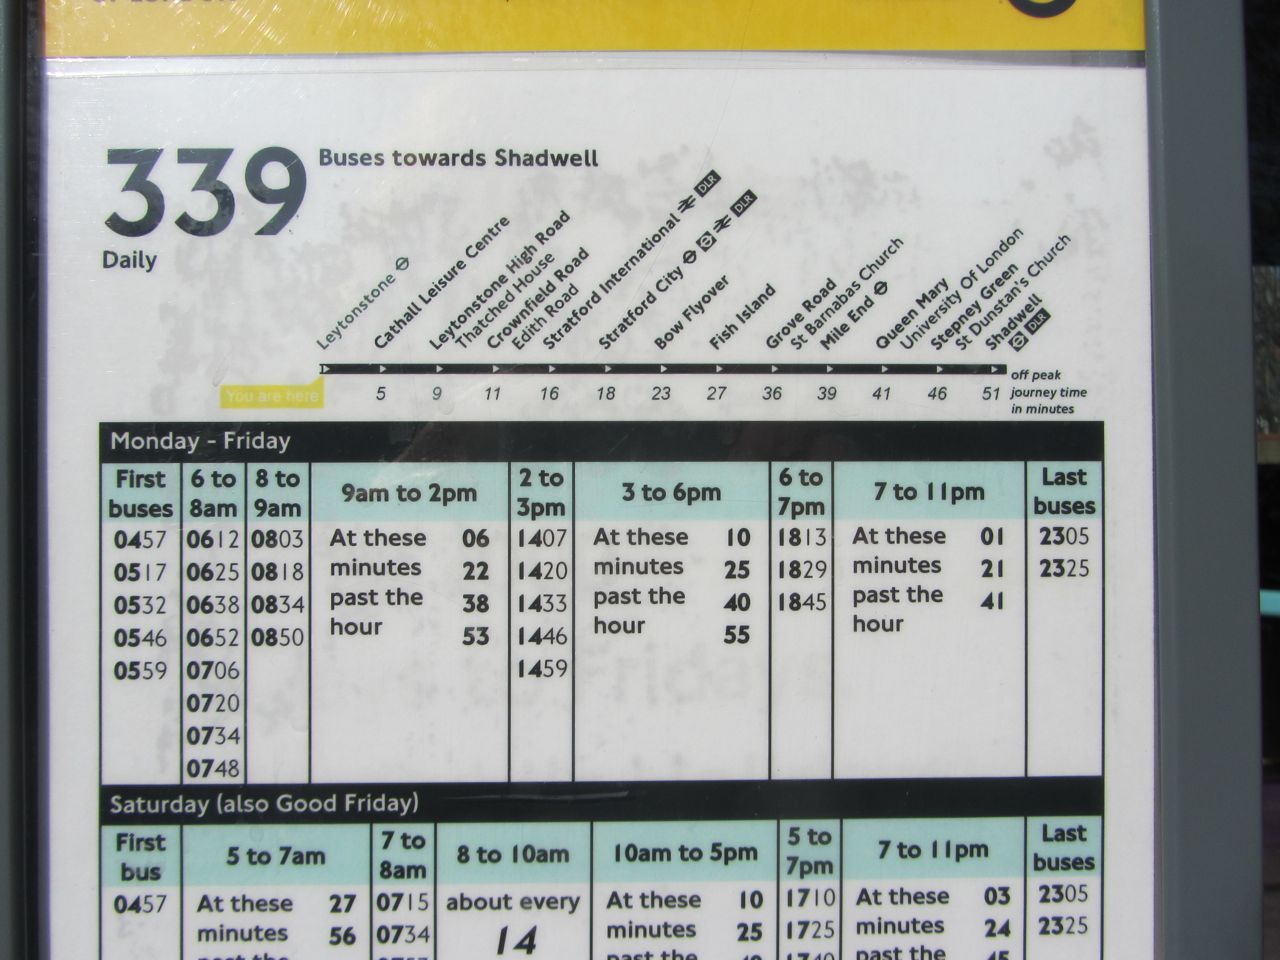 339
Buses towards Shadwell
Daily
Leytonstone
Cathall Leisure Centre
Leytonstone High Road
Thatched House
Crownfield Road
Edith Road
Stratford International DLR
Stratford City DLR
Bow Flyover
Fish Island
Grove Road
St Barnabas Church
Mile End
Queen Mary
University Of London
Stepney Green
St Dunstan's Church
Shadwell
DLR
You are here
5 9 11 16 18 23 27 36 39 41 46 51
off peak
journey time
in minutes
Monday - Friday
First buses
6 to 8am
8 to 9am
9am to 2pm
2 to 3pm
3 to 6pm
6 to 7pm
7 to 11pm
Last buses
0457 0612 0803 At these 06 1407 At these 10 1813 At these 01 2305
0517 0625 0818 minutes 22 1420 minutes 25 1829 minutes 21 2325
0532 0638 0834 past the 38 1433 past the 40 1845 past the 41
0546 0652 0850 hour 53 1446 hour 55 hour
0559 0706 1459
0720
0734
0748
Saturday (also Good Friday)
First bus
5 to 7am
7 to 8am
8 to 10am
10am to 5pm
5 to 7pm
7 to 11pm
Last buses
0457 At these 27 0715 about every At these 10 1710 At these 03 2305
minutes 56 0734 14 minutes 25 1725 minutes 24 2325
past the past the past the